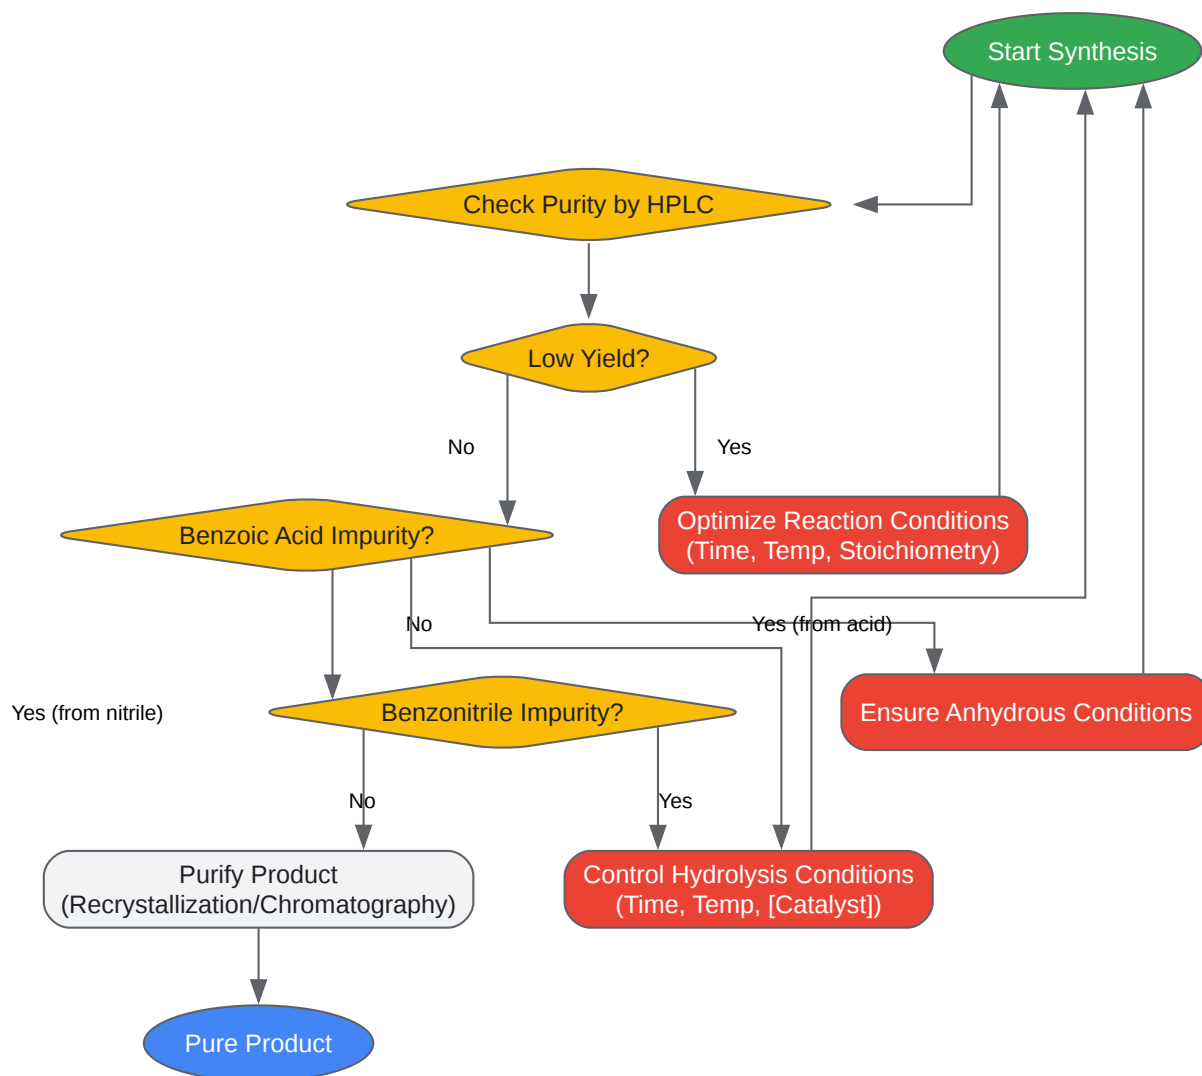 Start Synthesis
Check Purity by HPLC
Low Yield?
No
Yes
Optimize Reaction Conditions
(Time, Temp, Stoichiometry)
Benzoic Acid Impurity?
No
Yes (from acid)
Ensure Anhydrous Conditions
Yes (from nitrile)
Benzonitrile Impurity?
No
Yes
Purify Product
(Recrystallization/Chromatography)
Control Hydrolysis Conditions
(Time, Temp, [Catalyst])
Pure Product